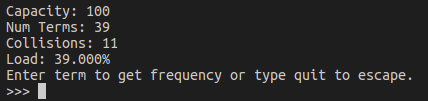 Capacity: 100
Num Terms: 39
Collisions: 11
Load: 39.000%
Enter term to get frequency or type quit to escape.
>>>